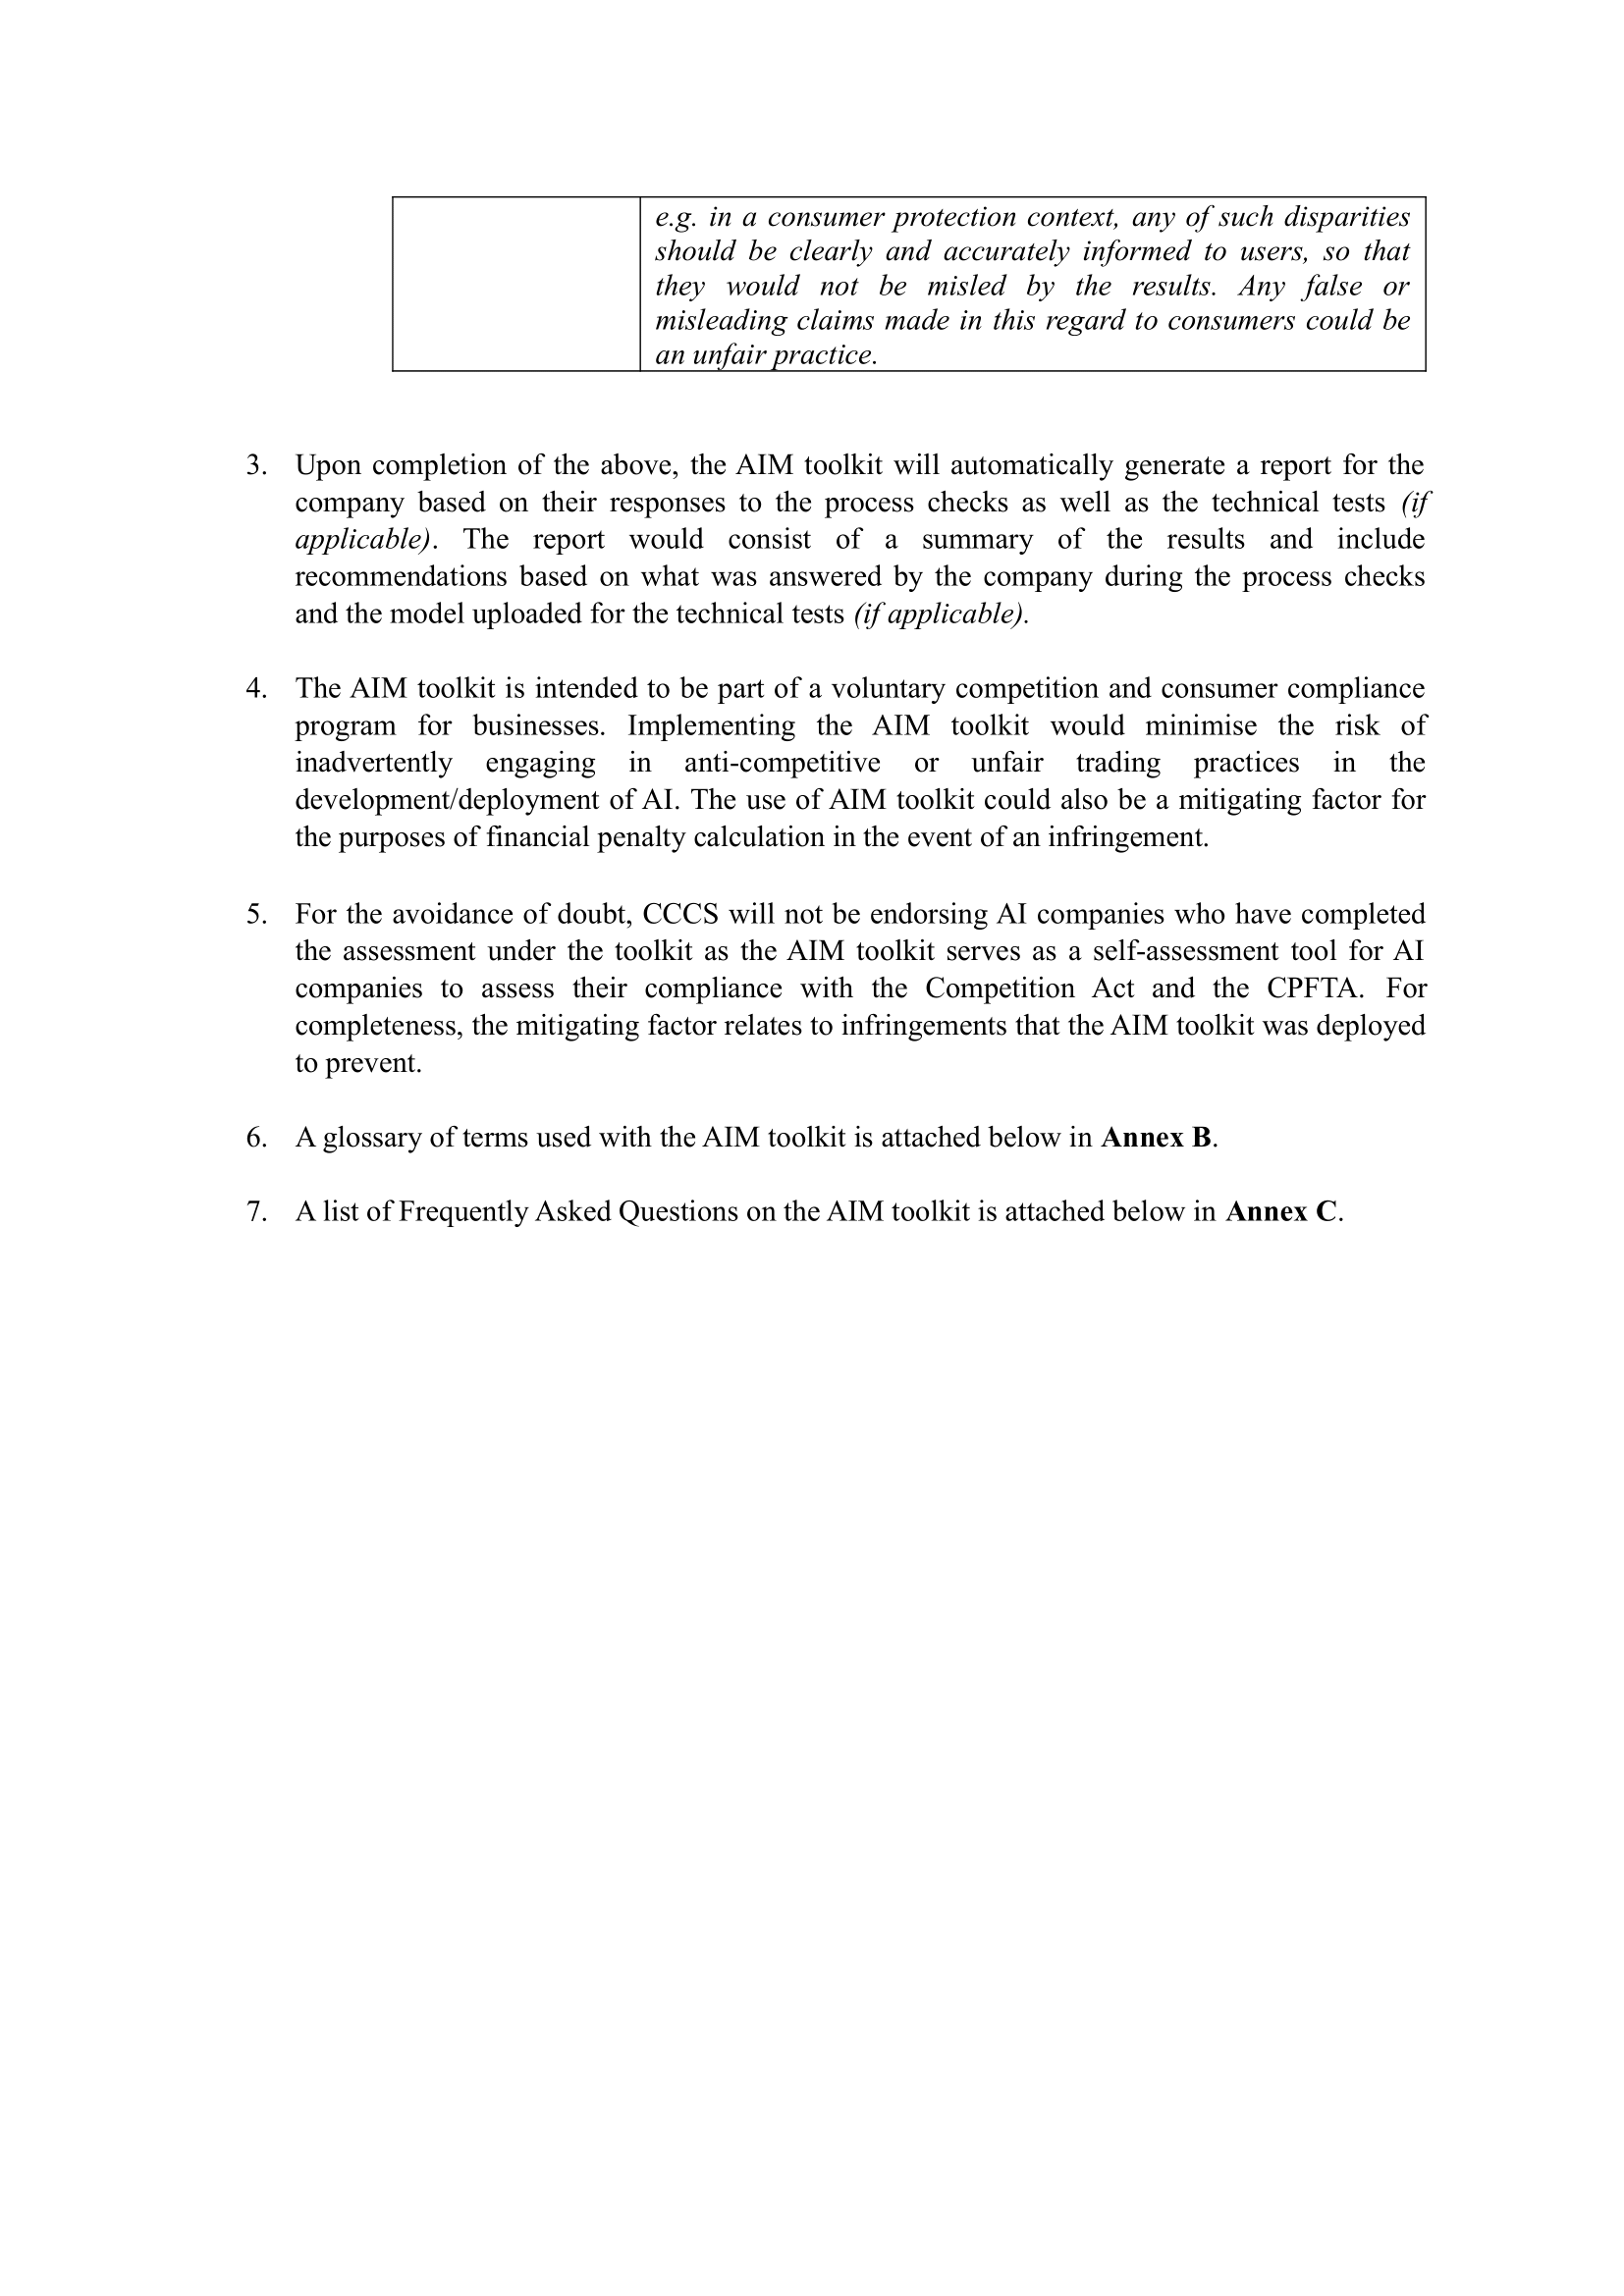 e.g. in a consumer protection context, any of such disparities
should be clearly and accurately informed to users, so that
they would not be misled by the results. Any false or
misleading claims made in this regard to consumers could be
an unfair practice.
3. Upon completion of the above, the AIM toolkit will automatically generate a report for the
company based on their responses to the process checks as well as the technical tests (if
applicable). The report would consist of a summary of the results and include
recommendations based on what was answered by the company during the process checks
and the model uploaded for the technical tests (if applicable).
4. The AIM toolkit is intended to be part of a voluntary competition and consumer compliance
program for businesses. Implementing the AIM toolkit would minimise the risk of
inadvertently engaging in anti-competitive or unfair trading practices in the
development/deployment of AI. The use of AIM toolkit could also be a mitigating factor for
the purposes of financial penalty calculation in the event of an infringement.
5. For the avoidance of doubt, CCCS will not be endorsing AI companies who have completed
the assessment under the toolkit as the AIM toolkit serves as a self-assessment tool for AI
companies to assess their compliance with the Competition Act and the CPFTA. For
completeness, the mitigating factor relates to infringements that the AIM toolkit was deployed
to prevent.
6. A glossary of terms used with the AIM toolkit is attached below in Annex B.
7. A list of Frequently Asked Questions on the AIM toolkit is attached below in Annex C.